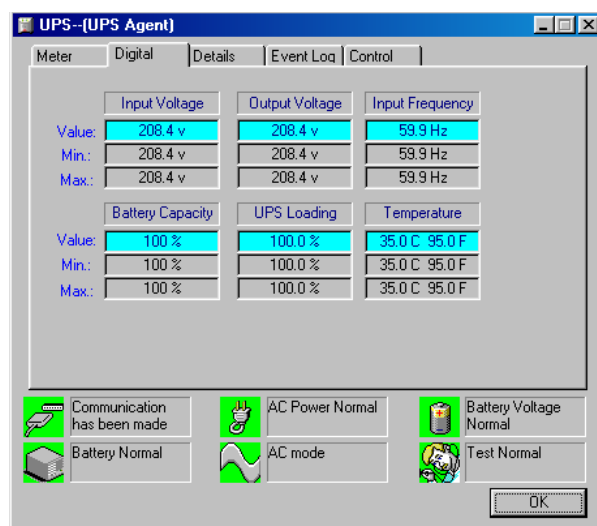 UPS--(UPS Agent)
Meter Digital Details Event Log Control
Input Voltage Output Voltage Input Frequency
Value: 208.4 v 208.4 v 59.9 Hz
Min.: 208.4 v 208.4 v 59.9 Hz
Max.: 208.4 v 208.4 v 59.9 Hz
Battery Capacity UPS Loading Temperature
Value: 100 % 100.0 % 35.0 C 95.0 F
Min.: 100 % 100.0 % 35.0 C 95.0 F
Max.: 100 % 100.0 % 35.0 C 95.0 F
Communication has been made
AC Power Normal
Battery Voltage Normal
Battery Normal
AC mode
Test Normal
OK